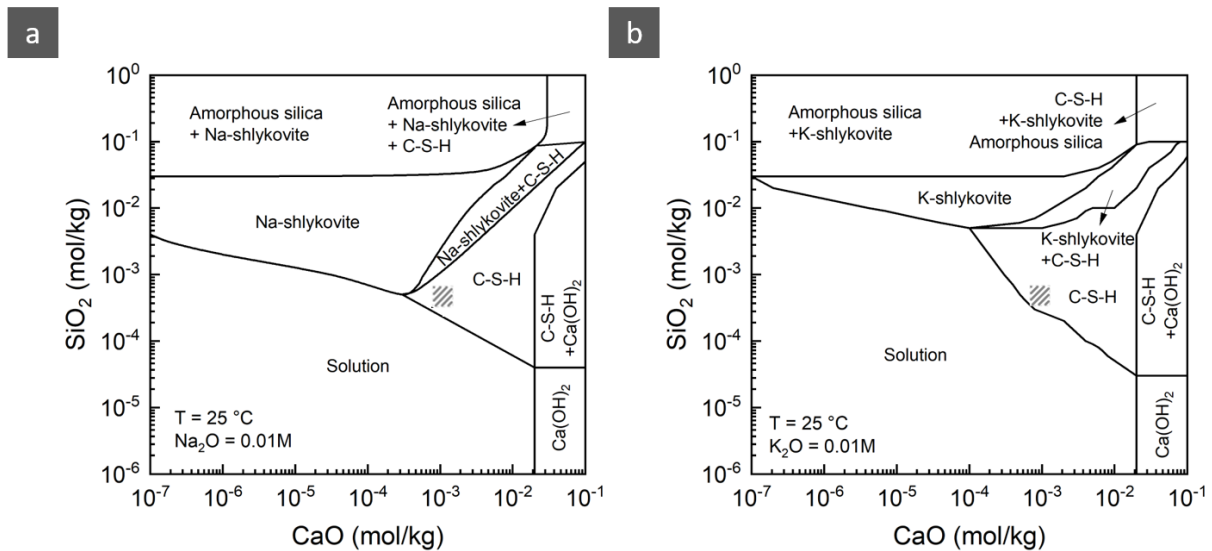 a
10⁰
10⁻¹
10⁻²
10⁻³
10⁻⁴
10⁻⁵
10⁻⁶
SiO₂ (mol/kg)
Amorphous silica
+ Na-shlykovite
Amorphous silica
+ Na-shlykovite
+ C-S-H
Na-shlykovite+C-S-H
Na-shlykovite
C-S-H
C-S-H
+Ca(OH)₂
Solution
Ca(OH)₂
T = 25 °C
Na₂O = 0.01M
10⁻⁷
10⁻⁶
10⁻⁵
10⁻⁴
10⁻³
10⁻²
10⁻¹
CaO (mol/kg)
b
10⁰
10⁻¹
10⁻²
10⁻³
10⁻⁴
10⁻⁵
10⁻⁶
SiO₂ (mol/kg)
Amorphous silica
+K-shlykovite
C-S-H
+K-shlykovite
Amorphous silica
K-shlykovite
K-shlykovite
+C-S-H
C-S-H
C-S-H
+Ca(OH)₂
Solution
Ca(OH)₂
T = 25 °C
K₂O = 0.01M
10⁻⁷
10⁻⁶
10⁻⁵
10⁻⁴
10⁻³
10⁻²
10⁻¹
CaO (mol/kg)